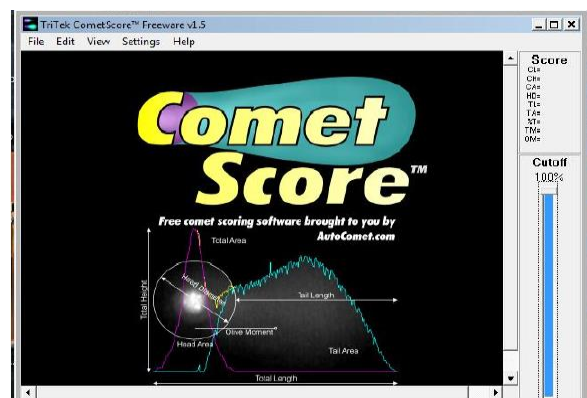 TriTek CometScore™ Freeware v1.5
File Edit View Settings Help
Comet
Score™
Free comet scoring software brought to you by
AutoComet.com
Total Area
Total Height
Head Diameter
Tail Length
Olive Moment
Head Area
Tail Area
Total Length
Score
CL=
CH=
CA=
HD=
TL=
TA=
%T=
TM=
OM=
Cutoff
100%